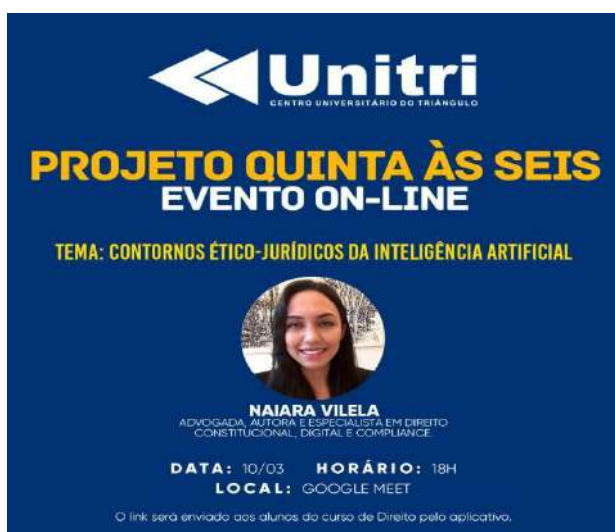 Unitri
CENTRO UNIVERSITÁRIO DO TRIÂNGULO
PROJETO QUINTA ÀS SEIS
EVENTO ON-LINE
TEMA: CONTORNOS ÉTICO-JURÍDICOS DA INTELIGÊNCIA ARTIFICIAL
NAIARA VILELA
ADVOGADA, AUTORA E ESPECIALISTA EM DIREITO
CONSTITUCIONAL, DIGITAL E COMPLIANCE.
DATA: 10/03 HORÁRIO: 18H
LOCAL: GOOGLE MEET
O link será enviado aos alunos do curso de Direito pelo aplicativo.